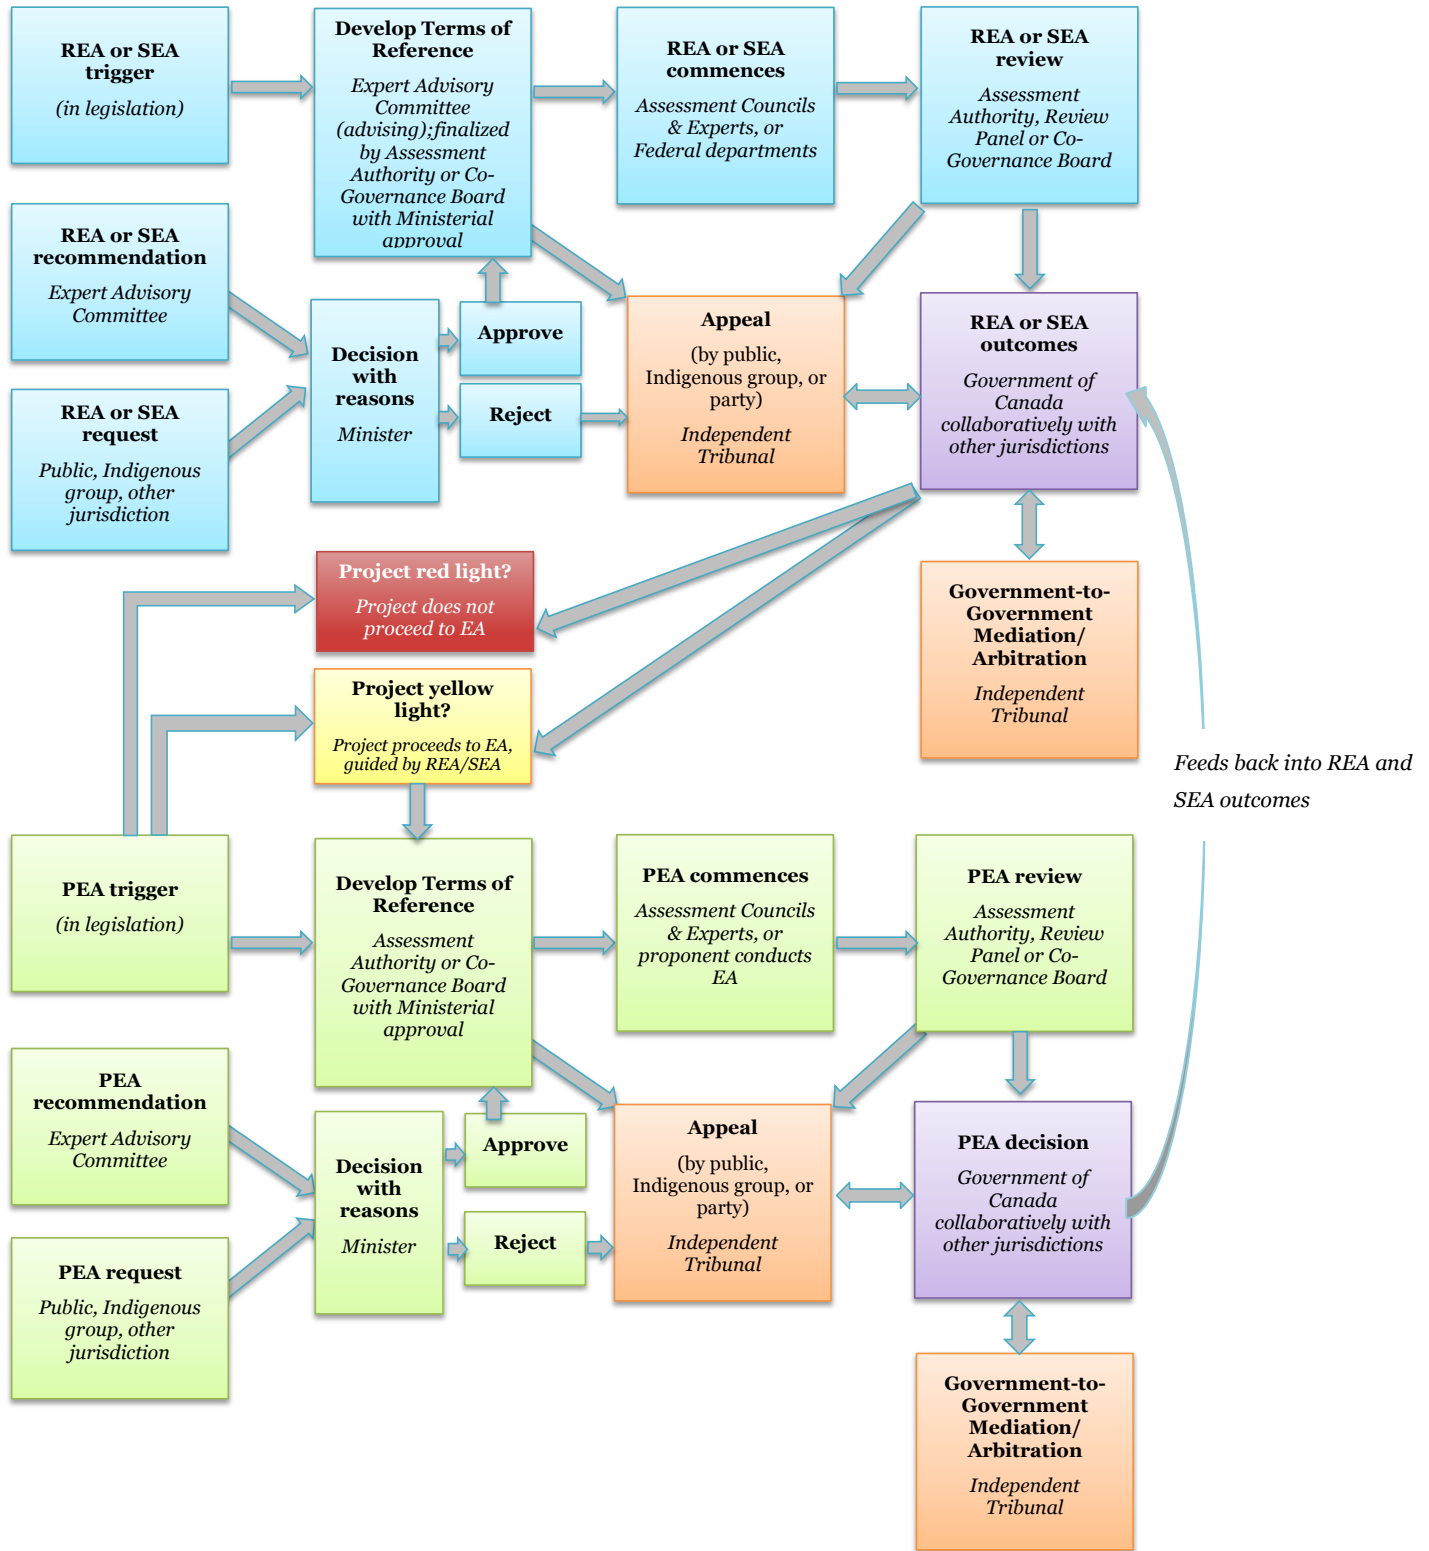 REA or SEA
trigger
(in legislation)
Develop Terms of
Reference
Expert Advisory
Committee
(advising);finalized
by Assessment
Authority or Co-
Governance Board
with Ministerial
approval
REA or SEA
commences
Assessment Councils
& Experts, or
Federal departments
REA or SEA
review
Assessment
Authority, Review
Panel or Co-
Governance Board
REA or SEA
recommendation
Expert Advisory
Committee
REA or SEA
request
Public, Indigenous
group, other
jurisdiction
Decision
with
reasons
Minister
Approve
Reject
Appeal
(by public,
Indigenous group, or
party)
Independent
Tribunal
REA or SEA
outcomes
Government of
Canada
collaboratively with
other jurisdictions
Project red light?
Project does not
proceed to EA
Project yellow
light?
Project proceeds to EA,
guided by REA/SEA
Government-to-
Government
Mediation/
Arbitration
Independent
Tribunal
Feeds back into REA and
SEA outcomes
PEA trigger
(in legislation)
Develop Terms of
Reference
Assessment
Authority or Co-
Governance Board
with Ministerial
approval
PEA commences
Assessment Councils
& Experts, or
proponent conducts
EA
PEA review
Assessment
Authority, Review
Panel or Co-
Governance Board
PEA
recommendation
Expert Advisory
Committee
PEA request
Public, Indigenous
group, other
jurisdiction
Decision
with
reasons
Minister
Approve
Reject
Appeal
(by public,
Indigenous group, or
party)
Independent
Tribunal
PEA decision
Government of
Canada
collaboratively with
other jurisdictions
Government-to-
Government
Mediation/
Arbitration
Independent
Tribunal